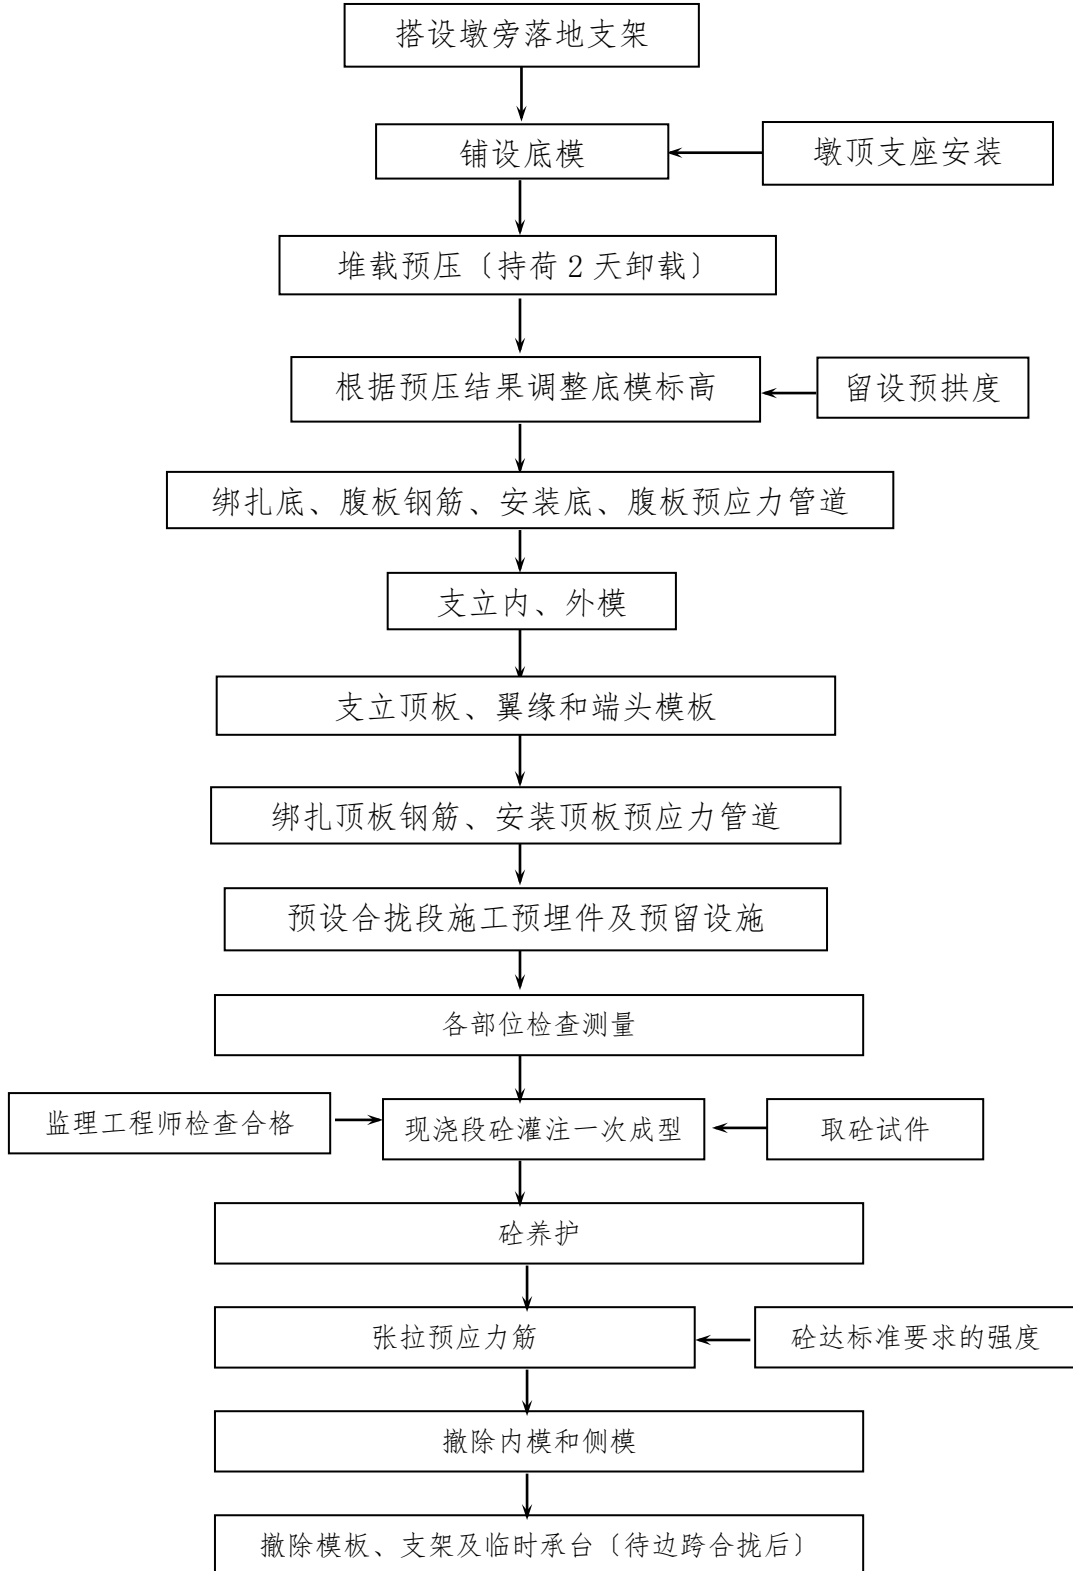 搭设墩旁落地支架
铺设底模
墩顶支座安装
堆载预压〔持荷2天卸载〕
根据预压结果调整底模标高
留设预拱度
绑扎底、腹板钢筋、安装底、腹板预应力管道
支立内、外模
支立顶板、翼缘和端头模板
绑扎顶板钢筋、安装顶板预应力管道
预设合拢段施工预埋件及预留设施
各部位检查测量
监理工程师检查合格
现浇段砼灌注一次成型
取砼试件
砼养护
张拉预应力筋
砼达标准要求的强度
撤除内模和侧模
撤除模板、支架及临时承台〔待边跨合拢后〕